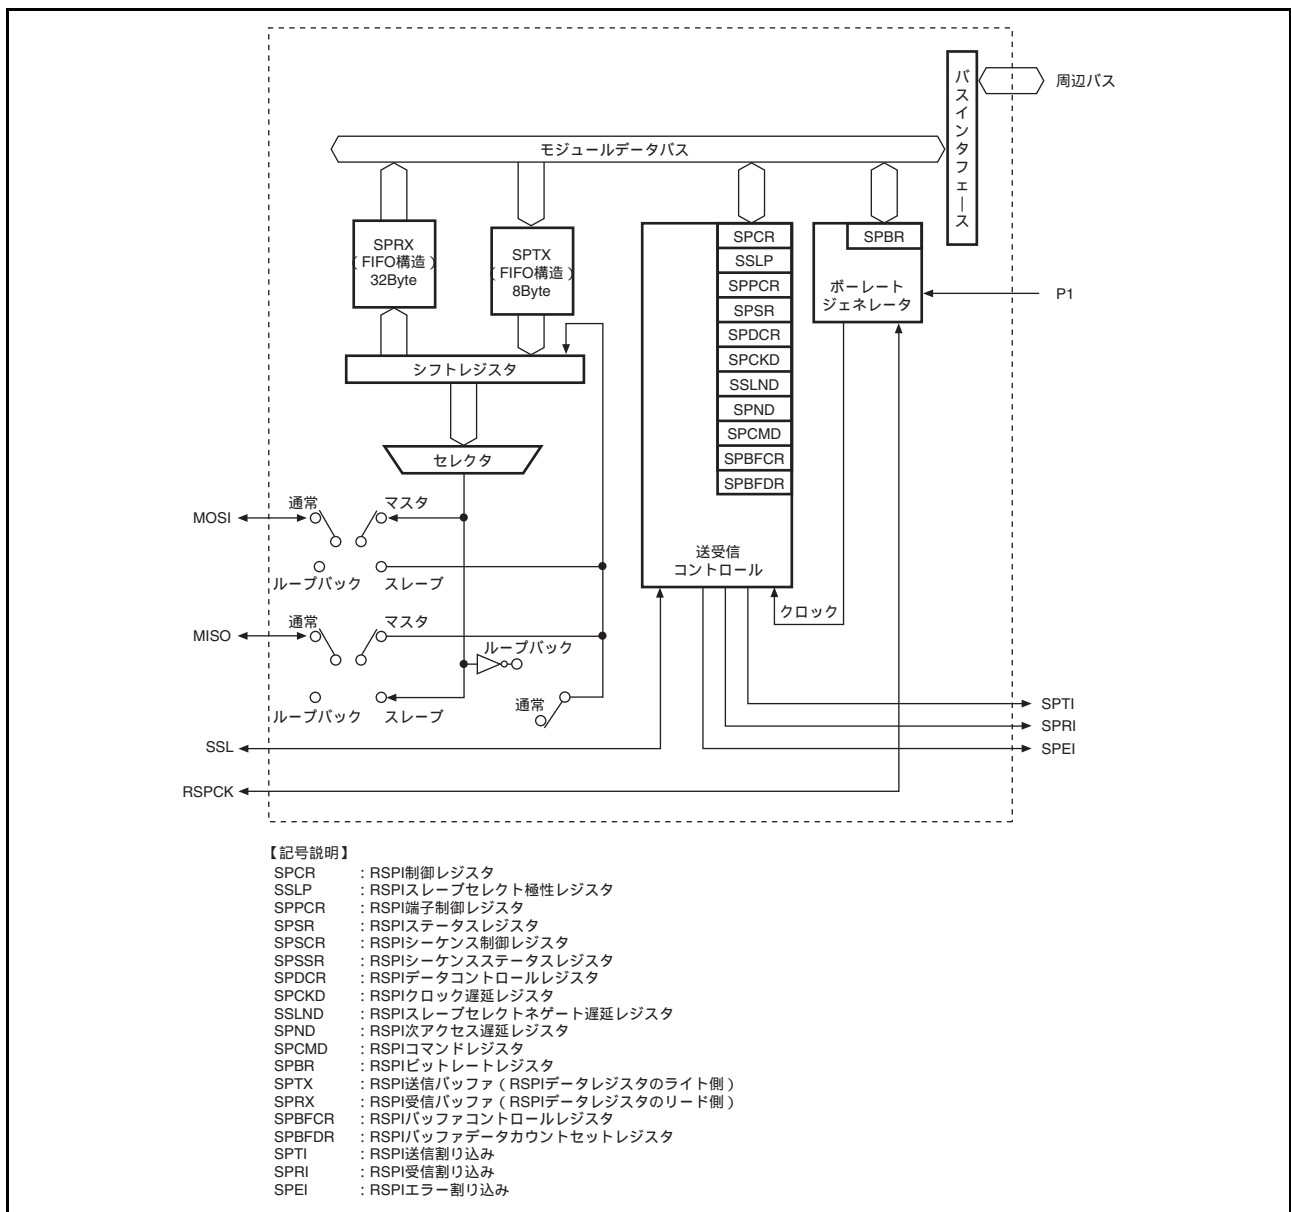 バスインタフェース
周辺バス
モジュールデータバス
SPRX
(FIFO構造)
32Byte
SPTX
(FIFO構造)
8Byte
SPCR
SSLP
SPPCR
SPSR
SPDCR
SPCKD
SSLND
SPND
SPCMD
SPBFCR
SPBFDR
送受信
コントロール
SPBR
ボーレート
ジェネレータ
P1
シフトレジスタ
セレクタ
通常
マスタ
MOSI
ループバック
スレーブ
クロック
通常
マスタ
MISO
ループバック
ループバック
スレーブ
通常
SPTI
SPRI
SSL
SPEI
RSPCK
【記号説明】
SPCR :RSPI制御レジスタ
SSLP :RSPIスレーブセレクト極性レジスタ
SPPCR :RSPI端子制御レジスタ
SPSR :RSPIステータスレジスタ
SPSCR :RSPIシーケンス制御レジスタ
SPSSR :RSPIシーケンスステータスレジスタ
SPDCR :RSPIデータコントロールレジスタ
SPCKD :RSPIクロック遅延レジスタ
SSLND :RSPIスレーブセレクトネゲート遅延レジスタ
SPND :RSPI次アクセス遅延レジスタ
SPCMD :RSPIコマンドレジスタ
SPBR :RSPIビットレートレジスタ
SPTX :RSPI送信バッファ(RSPIデータレジスタのライト側)
SPRX :RSPI受信バッファ(RSPIデータレジスタのリード側)
SPBFCR :RSPIバッファコントロールレジスタ
SPBFDR :RSPIバッファデータカウントセットレジスタ
SPTI :RSPI送信割り込み
SPRI :RSPI受信割り込み
SPEI :RSPIエラー割り込み